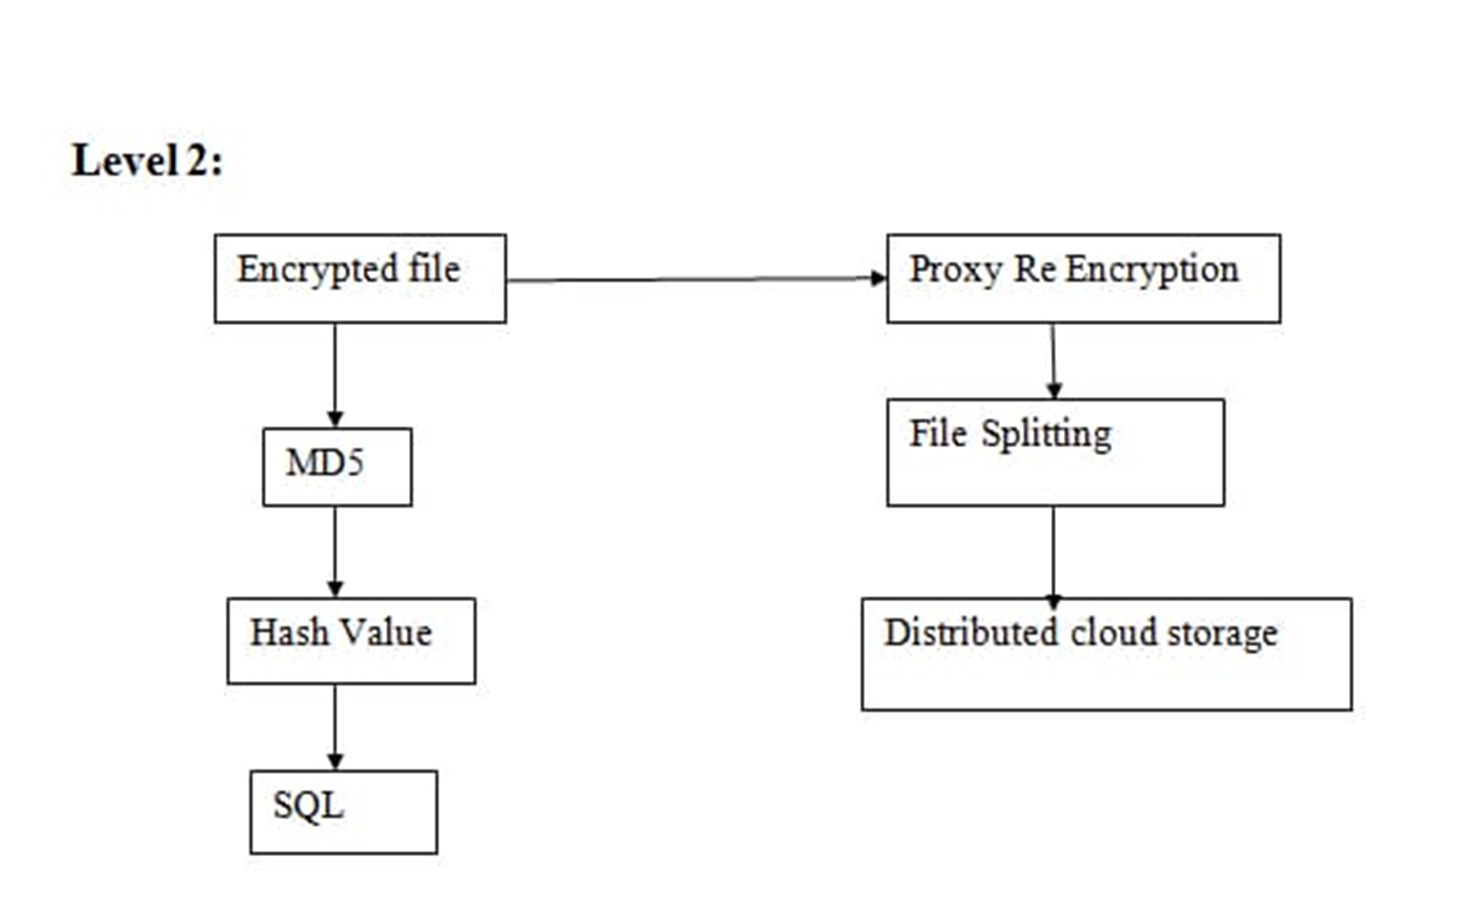 Level 2:
Encrypted file
Proxy Re Encryption
MD5
File Splitting
Hash Value
Distributed cloud storage
SQL